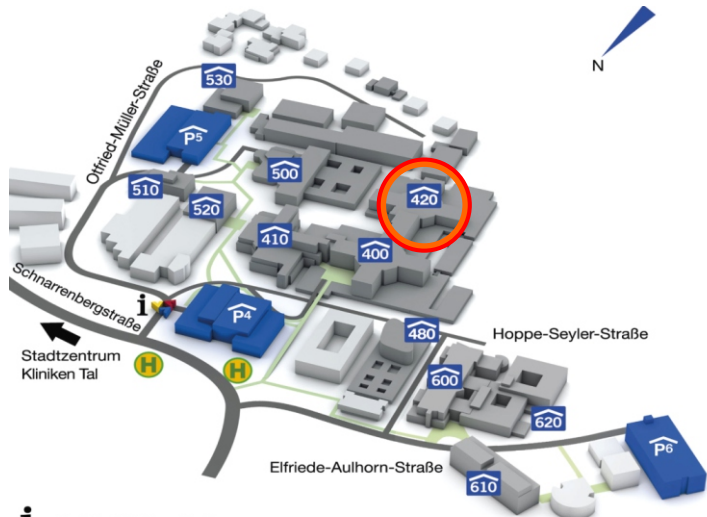 530
N
Otfried-Müller-Straße
P5
500
420
510
520
410
400
Schnarrenbergstraße
i
P4
480
Hoppe-Seyler-Straße
Stadtzentrum
Kliniken Tal
H
H
600
620
P6
Elfriede-Aulhorn-Straße
610
i